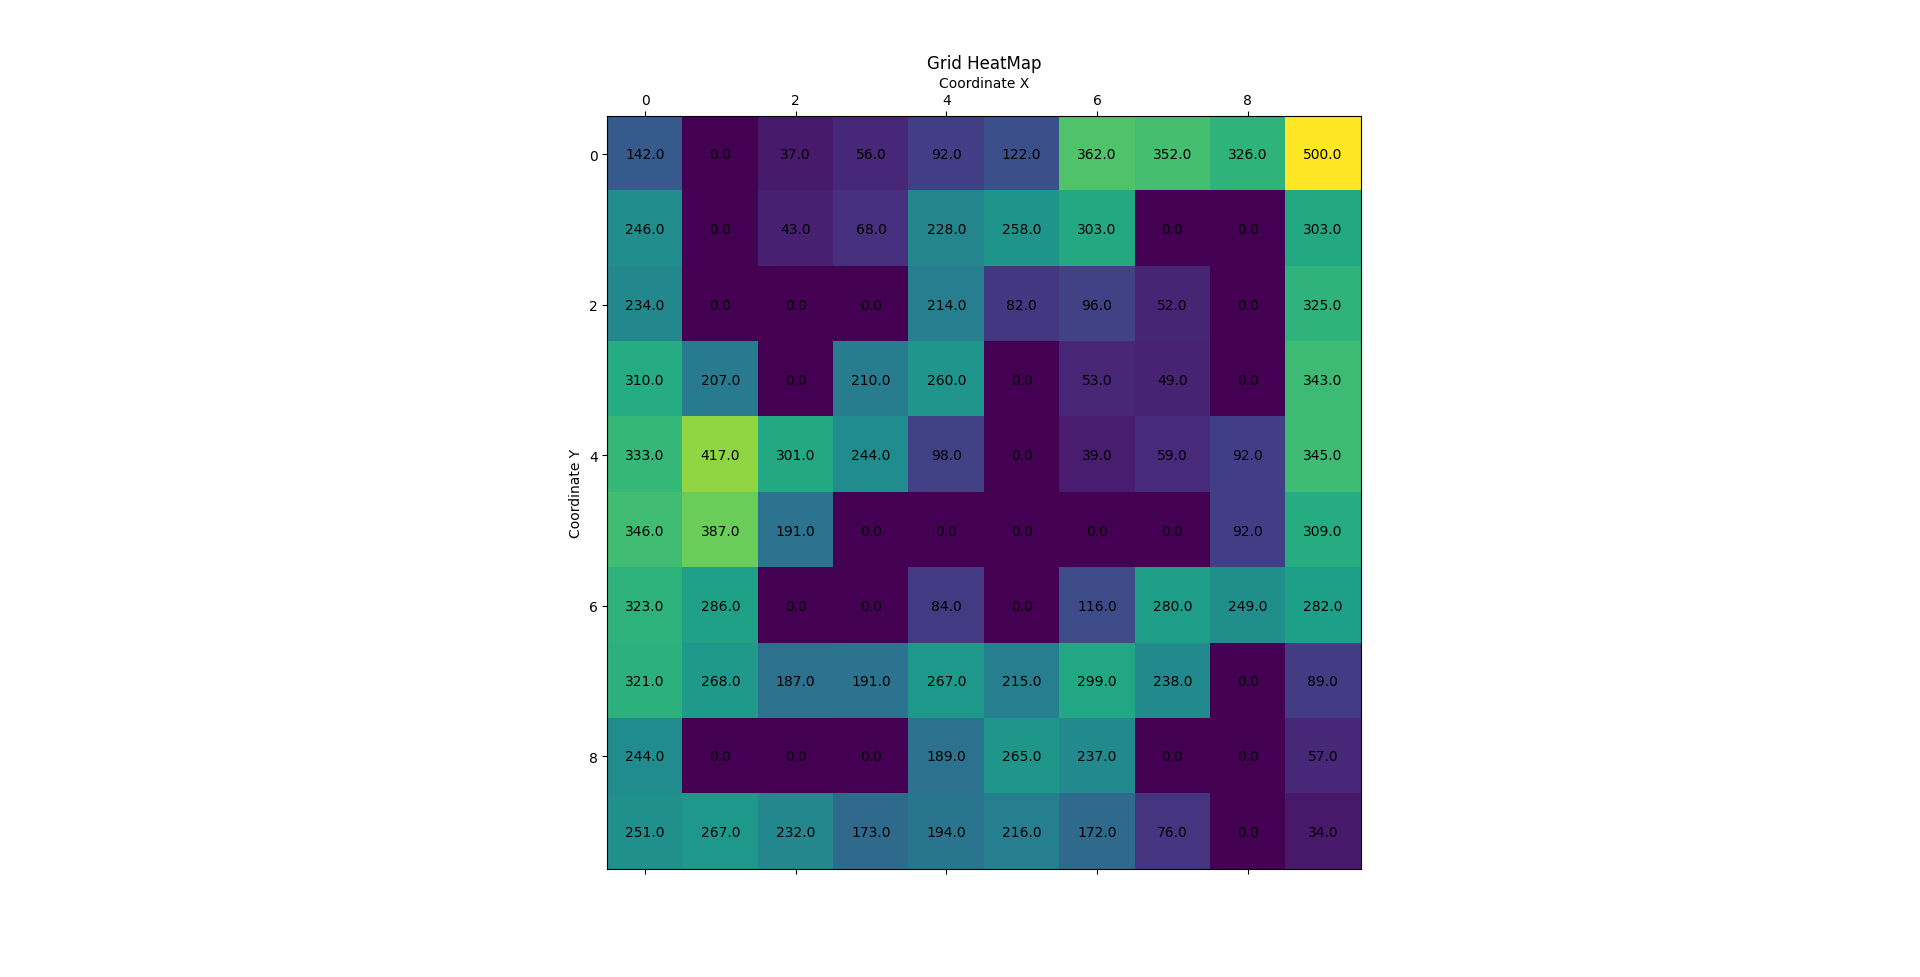 Grid HeatMap
Coordinate X
0 2 4 6 8
0 142.0 0.0 37.0 56.0 92.0 122.0 362.0 352.0 326.0 500.0
246.0 0.0 43.0 68.0 228.0 258.0 303.0 0.0 0.0 303.0
2 234.0 0.0 0.0 0.0 214.0 82.0 96.0 52.0 0.0 325.0
310.0 207.0 0.0 210.0 260.0 0.0 53.0 49.0 0.0 343.0
4 333.0 417.0 301.0 244.0 98.0 0.0 39.0 59.0 92.0 345.0
Coordinate Y
346.0 387.0 191.0 0.0 0.0 0.0 0.0 0.0 92.0 309.0
6 323.0 286.0 0.0 0.0 84.0 0.0 116.0 280.0 249.0 282.0
321.0 268.0 187.0 191.0 267.0 215.0 299.0 238.0 0.0 89.0
8 244.0 0.0 0.0 0.0 189.0 265.0 237.0 0.0 0.0 57.0
251.0 267.0 232.0 173.0 194.0 216.0 172.0 76.0 0.0 34.0